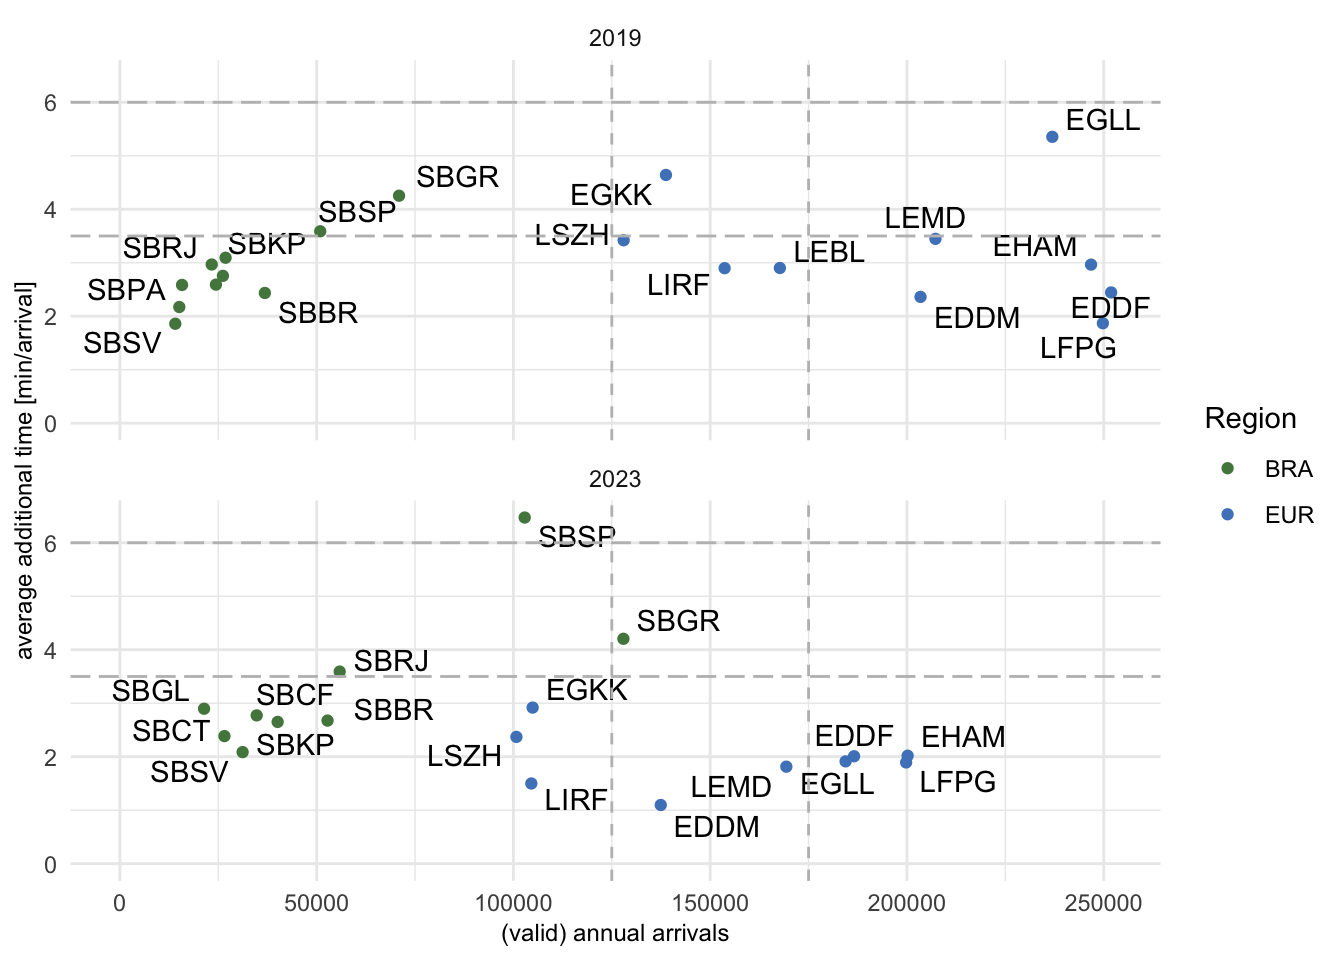 2019
6
4
2
0
EGLL
SBGR
EGKK
SBSP
LEMD
LSZH
SBRJ
SBKP
EHAM
LEBL
LIRF
SBPA
SBBR
EDDM
EDDF
SBSV
LFPG
average additional time [min/arrival]
Region
BRA
EUR
2023
6
4
2
0
SBSP
SBGR
SBRJ
SBGL
SBCF
EGKK
SBBR
SBCT
SBKP
EDDF
EHAM
LSZH
SBSV
LEMD
EGLL
LFPG
LIRF
EDDM
0
50000
100000
150000
200000
250000
(valid) annual arrivals